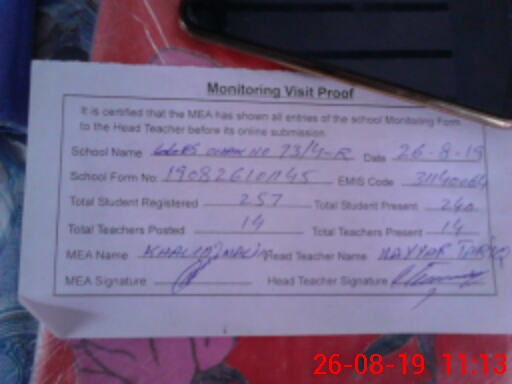 Monitoring Visit Proof
It is certified that the MEA has shown all entries of the school Monitoring Form
to the Head Teacher before its online submission.
School Name CHAK NO 73/4-R Date 26-8-19
School Form No: EMIS Code
Total Student Registered 257 Total Student Present 240
Total Teachers Posted 14 Total Teachers Present 14
MEA Name KHALID Head Teacher Name NAYYAR
MEA Signature Head Teacher Signature
26-08-19 11:13